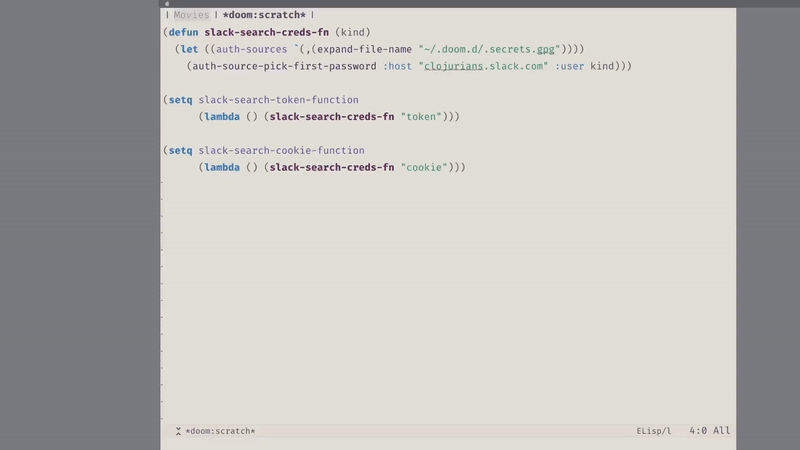 Movies | *doom:scratch* |
(defun slack-search-creds-fn (kind)
  (let ((auth-sources `(,(expand-file-name "~/.doom.d/.secrets.gpg"))))
    (auth-source-pick-first-password :host "clojurians.slack.com" :user kind)))
(setq slack-search-token-function
      (lambda () (slack-search-creds-fn "token")))
(setq slack-search-cookie-function
      (lambda () (slack-search-creds-fn "cookie")))
*doom:scratch* ELisp/l 4:0 All